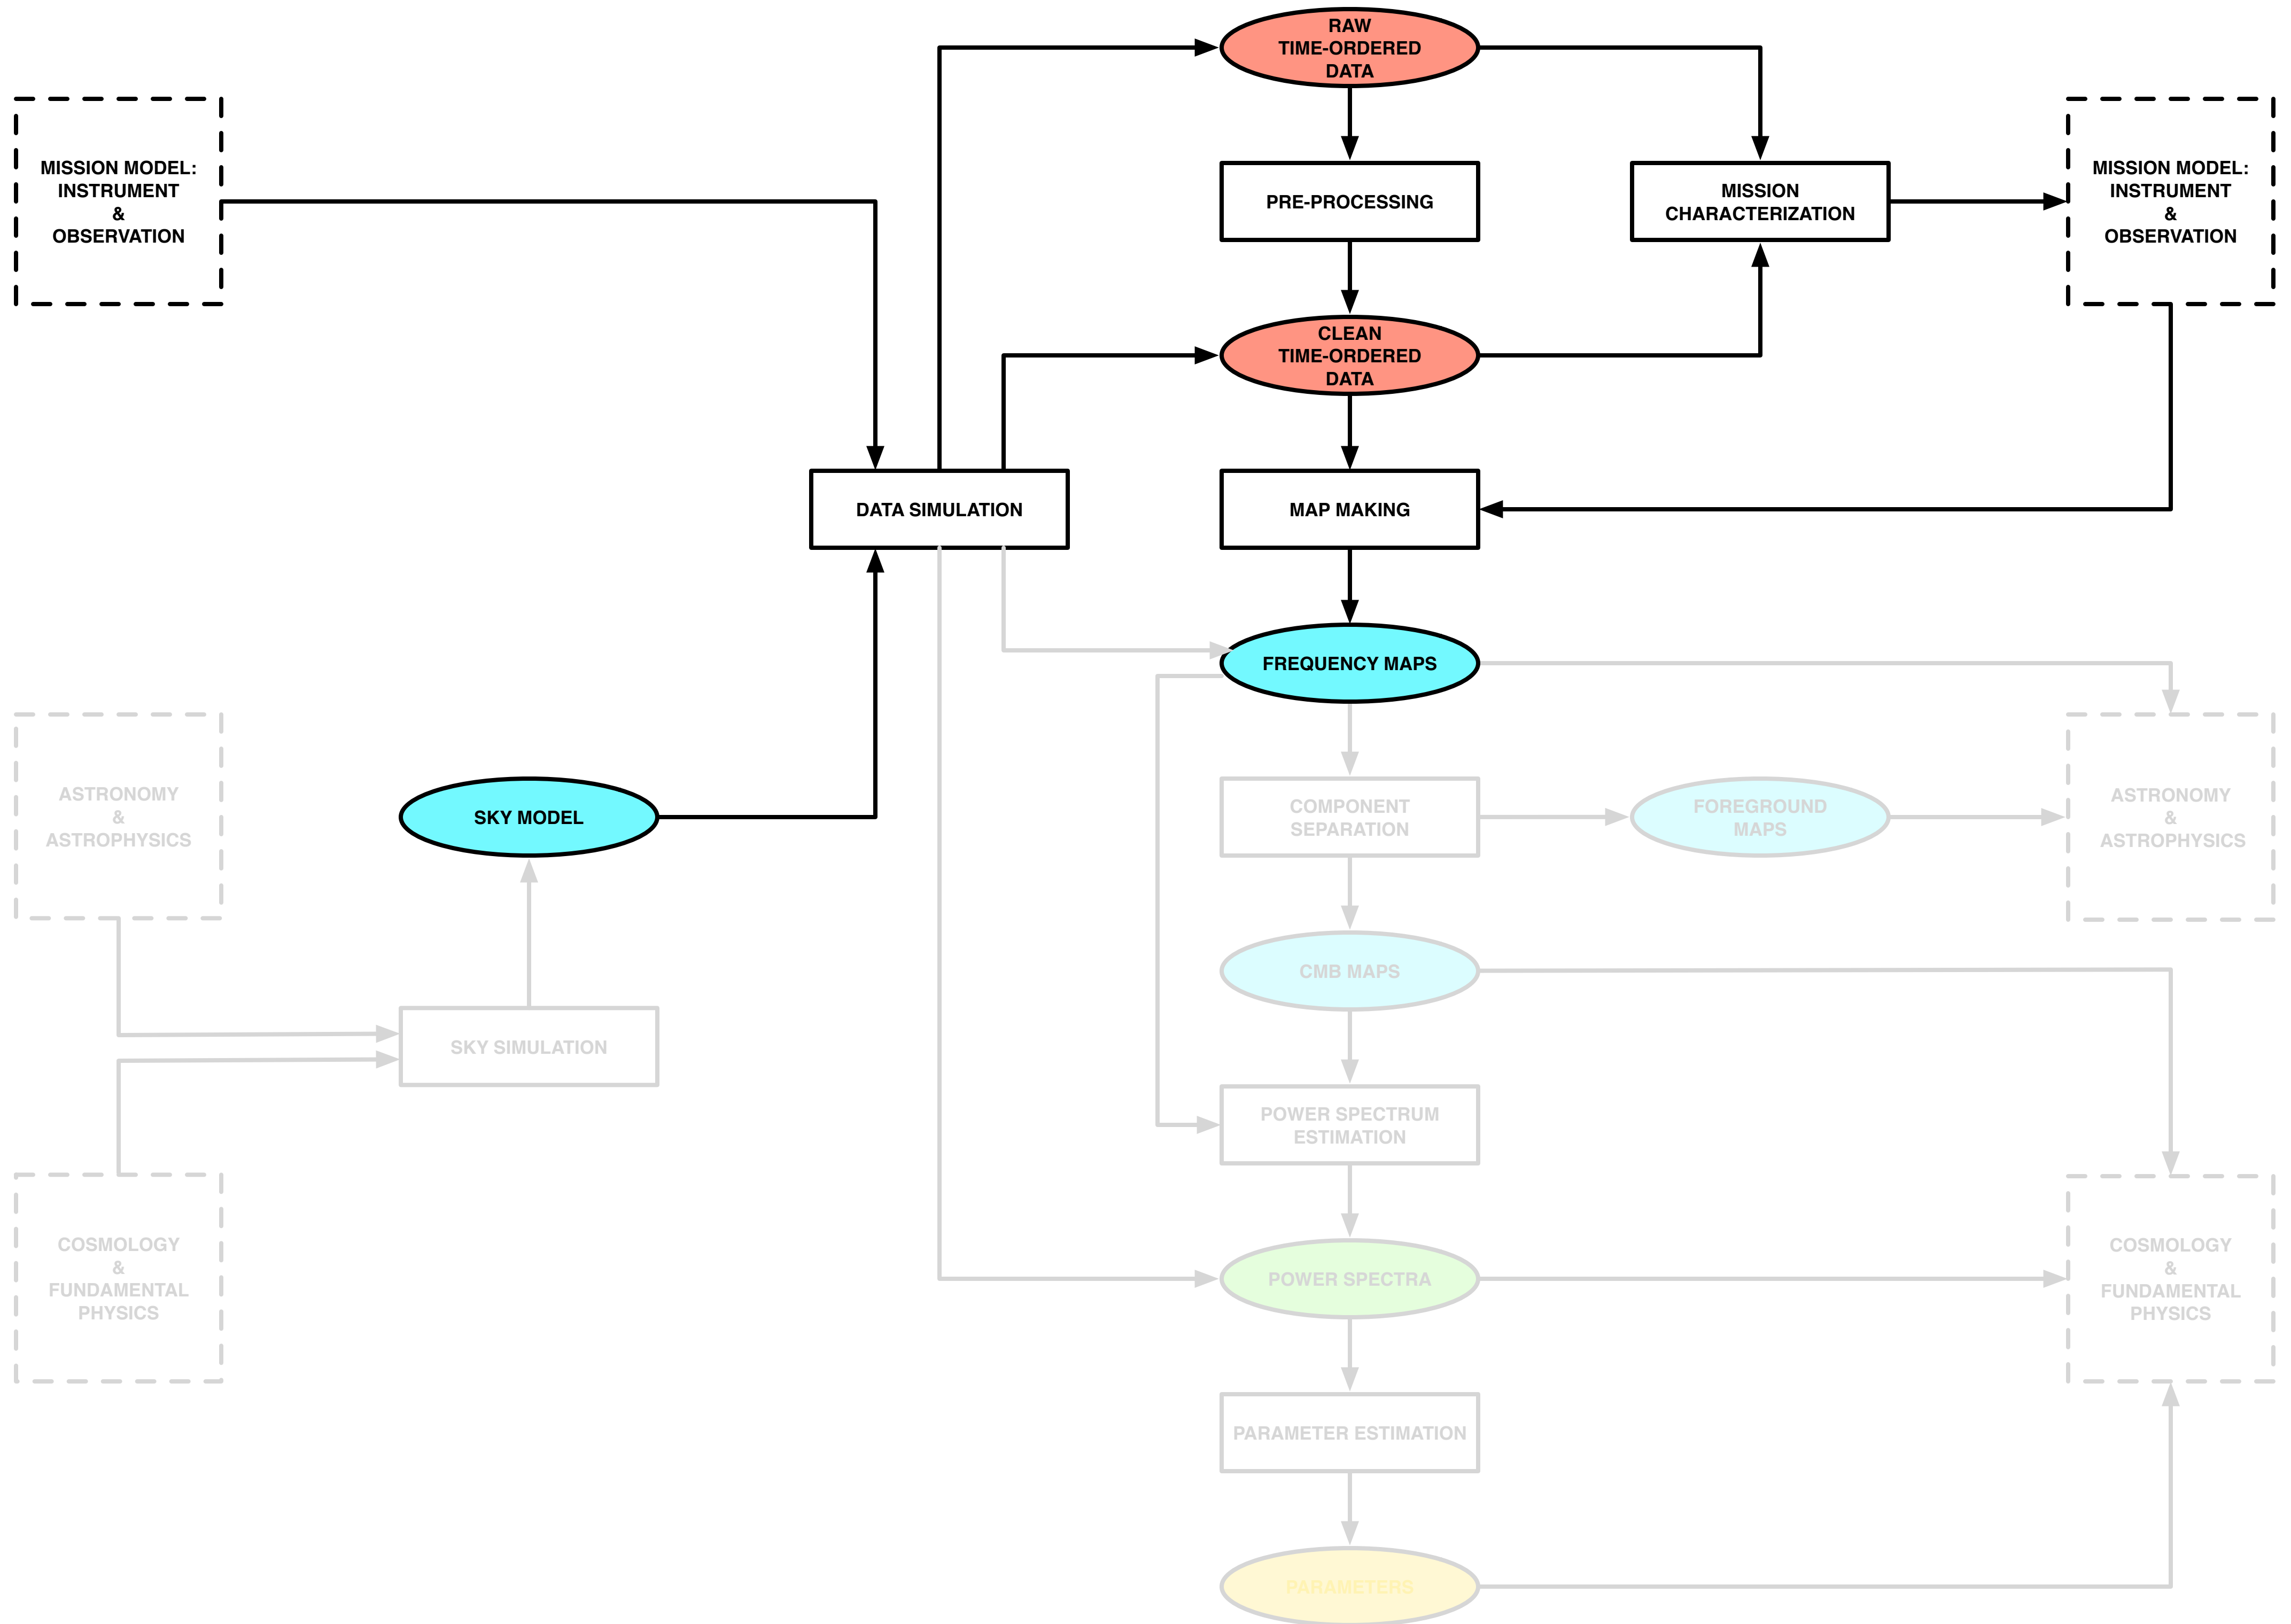 RAW
TIME-ORDERED
DATA
MISSION MODEL:
INSTRUMENT
&
OBSERVATION
PRE-PROCESSING
MISSION
CHARACTERIZATION
MISSION MODEL:
INSTRUMENT
&
OBSERVATION
CLEAN
TIME-ORDERED
DATA
DATA SIMULATION
MAP MAKING
FREQUENCY MAPS
ASTRONOMY
&
ASTROPHYSICS
SKY MODEL
COMPONENT
SEPARATION
FOREGROUND
MAPS
ASTRONOMY
&
ASTROPHYSICS
CMB MAPS
SKY SIMULATION
POWER SPECTRUM
ESTIMATION
COSMOLOGY
&
FUNDAMENTAL
PHYSICS
POWER SPECTRA
COSMOLOGY
&
FUNDAMENTAL
PHYSICS
PARAMETER ESTIMATION
PARAMETERS